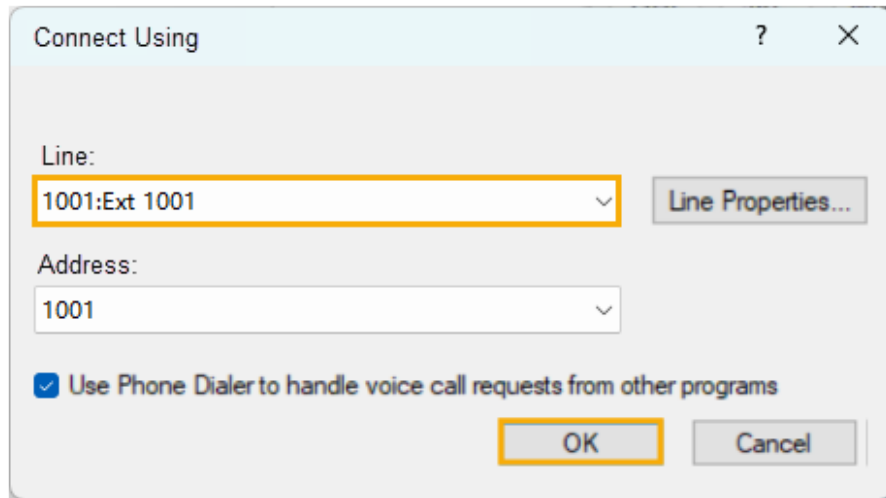 Connect Using
?
Line:
1001:Ext 1001
Line Properties...
Address:
1001
Use Phone Dialer to handle voice call requests from other programs
OK
Cancel